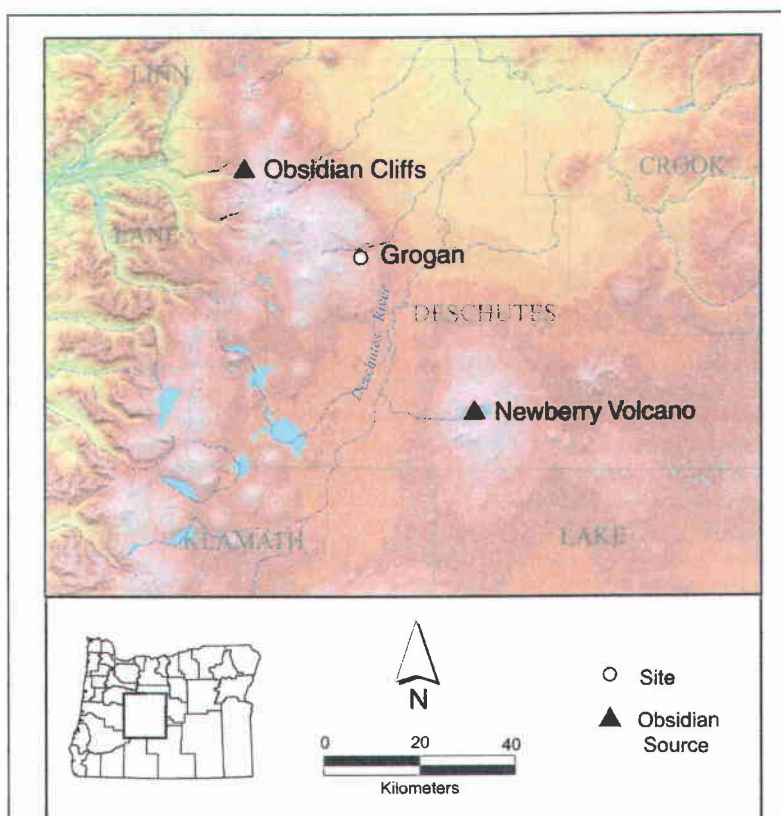 LINN
Obsidian Cliffs
CROOK
LANE
Grogan
DESCHUTES
Deschutes River
Newberry Volcano
KLAMATH
LAKE
N
Site
Obsidian
Source
0 20 40
Kilometers